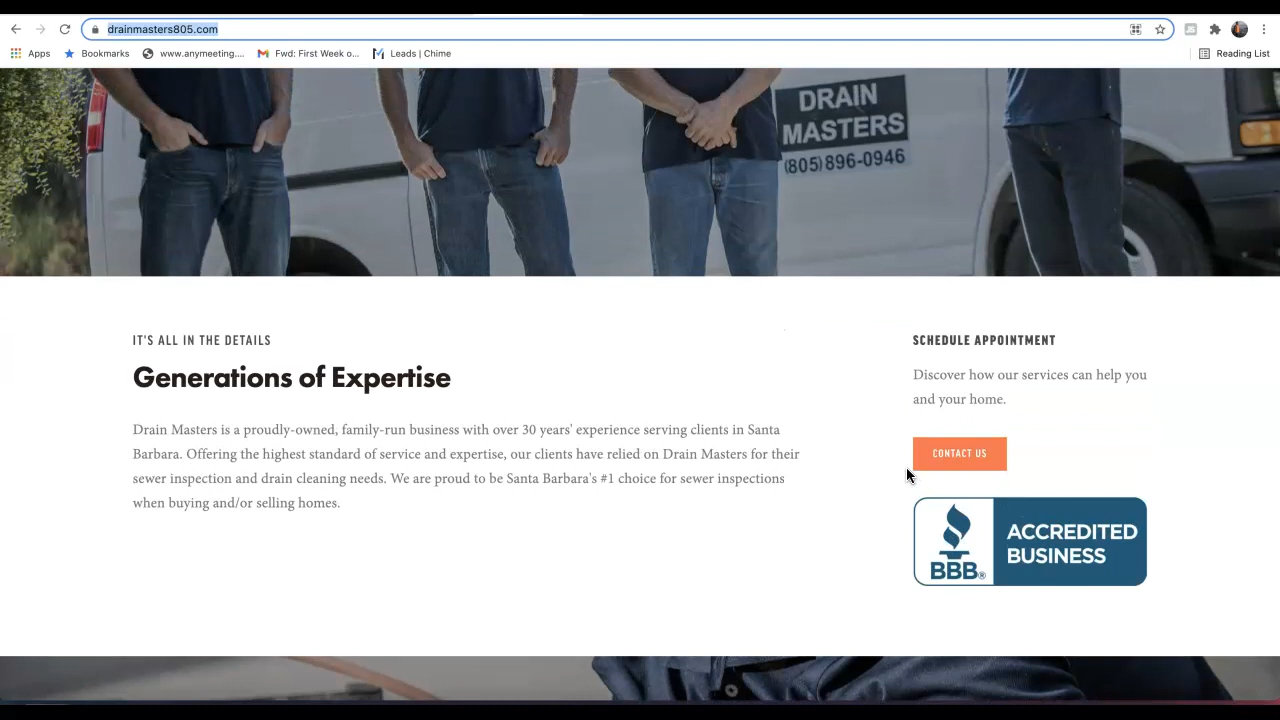 drainmasters805.com
Apps
Bookmarks
www.anymeeting....
Fwd: First Week o...
Leads | Chime
Reading List
DRAIN
MASTERS
(805)896-0946
IT'S ALL IN THE DETAILS
Generations of Expertise
Drain Masters is a proudly-owned, family-run business with over 30 years' experience serving clients in Santa
Barbara. Offering the highest standard of service and expertise, our clients have relied on Drain Masters for their
sewer inspection and drain cleaning needs. We are proud to be Santa Barbara's #1 choice for sewer inspections
when buying and/or selling homes.
SCHEDULE APPOINTMENT
Discover how our services can help you
and your home.
CONTACT US
BBB®
ACCREDITED
BUSINESS